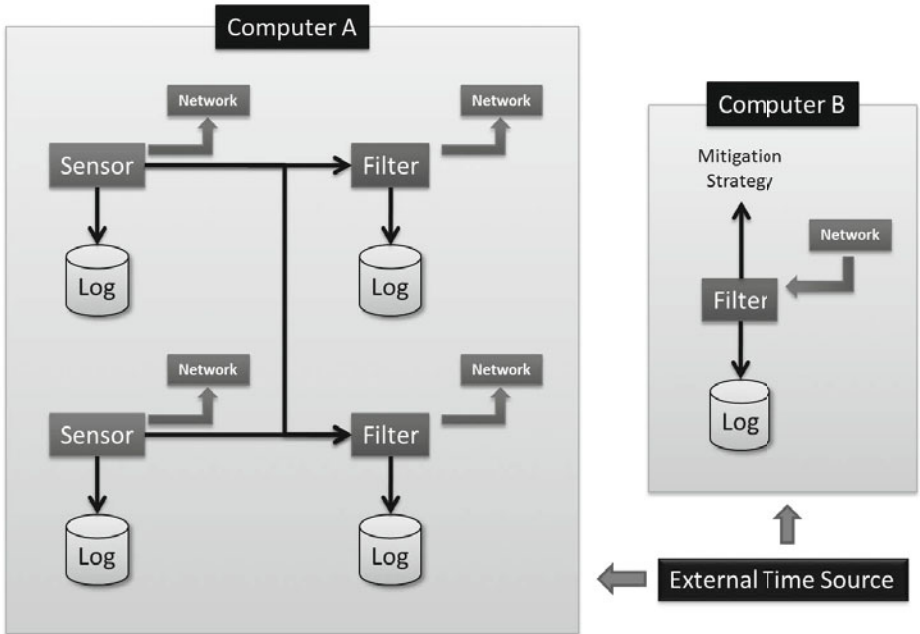 Computer A
Network
Network
Sensor
Filter
Log
Log
Network
Network
Sensor
Filter
Log
Log
Computer B
Mitigation
Strategy
Network
Filter
Log
External Time Source